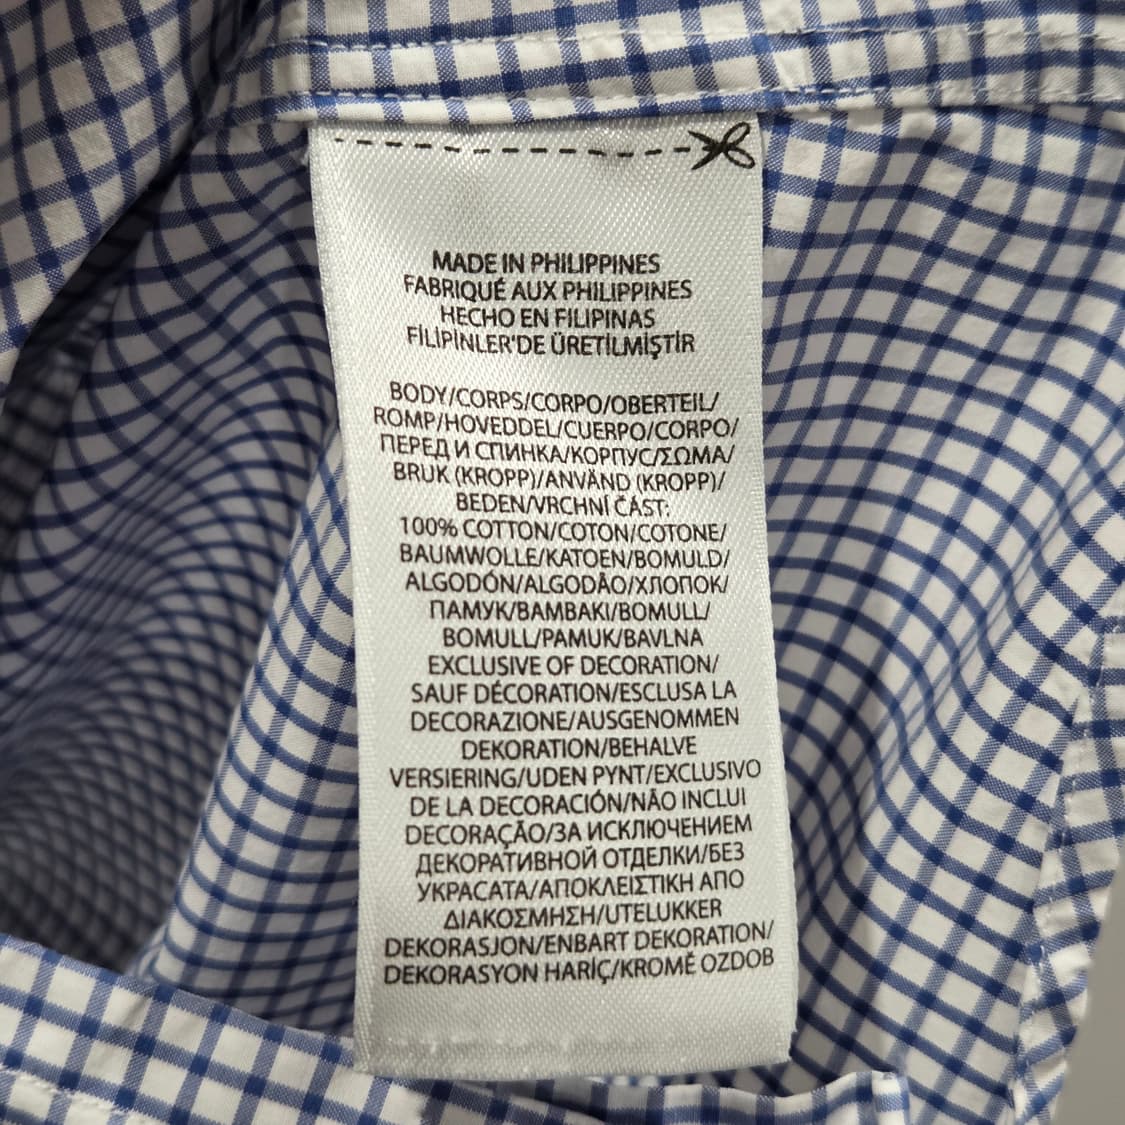 MADE IN PHILIPPINES
FABRIQUÉ AUX PHILIPPINES
HECHO EN FILIPINAS
FİLİPİNLER'DE ÜRETİLMİŞTİR
BODY/CORPS/CORPO/OBERTEIL/
ROMP/HOVEDDEL/CUERPO/CORPO/
ПЕРЕД И СПИНКА/КОРПУС/ΣΩΜΑ/
BRUK (KROPP)/ANVÄND (KROPP)/
BEDEN/VRCHNÍ ČÁST:
100% COTTON/COTON/COTONE/
BAUMWOLLE/KATOEN/BOMULD/
ALGODÓN/ALGODÃO/ХЛОПОК/
ПАМУК/ΒΑΜΒΑΚΙ/BOMULL/
BOMULL/PAMUK/BAVLNA
EXCLUSIVE OF DECORATION/
SAUF DÉCORATION/ESCLUSA LA
DECORAZIONE/AUSGENOMMEN
DEKORATION/BEHALVE
VERSIERING/UDEN PYNT/EXCLUSIVO
DE LA DECORACIÓN/NÃO INCLUI
DECORAÇÃO/ЗА ИСКЛЮЧЕНИЕМ
ДЕКОРАТИВНОЙ ОТДЕЛКИ/БЕЗ
УКРАСАТА/ΑΠΟΚΛΕΙΣΤΙΚΗ ΑΠΟ
ΔΙΑΚΟΣΜΗΣΗ/UTELUKKER
DEKORASJON/ENBART DEKORATION/
DEKORASYON HARİÇ/KROMĚ OZDOB